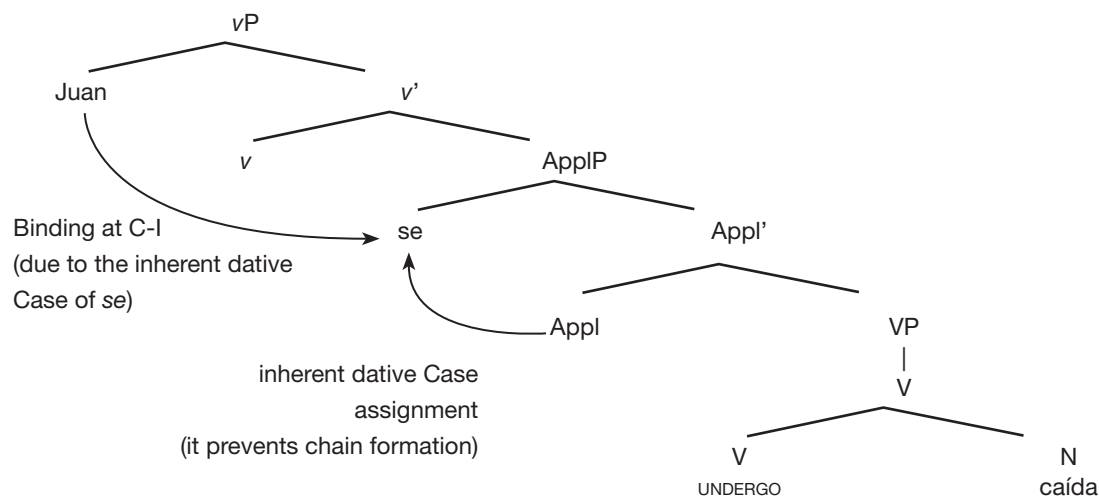 vP
Juan
v’
v
ApplP
Binding at C-I
(due to the inherent dative
Case of se)
se
Appl’
Appl
VP
inherent dative Case
assignment
(it prevents chain formation)
V
V
N
UNDERGO
caída